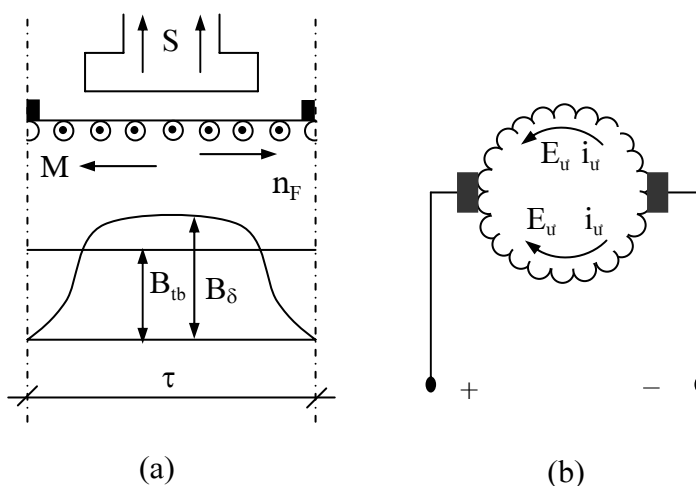 S
M
n_F
B_tb B_δ
τ
(a)
E_ư i_ư
E_ư i_ư
+ −
(b)